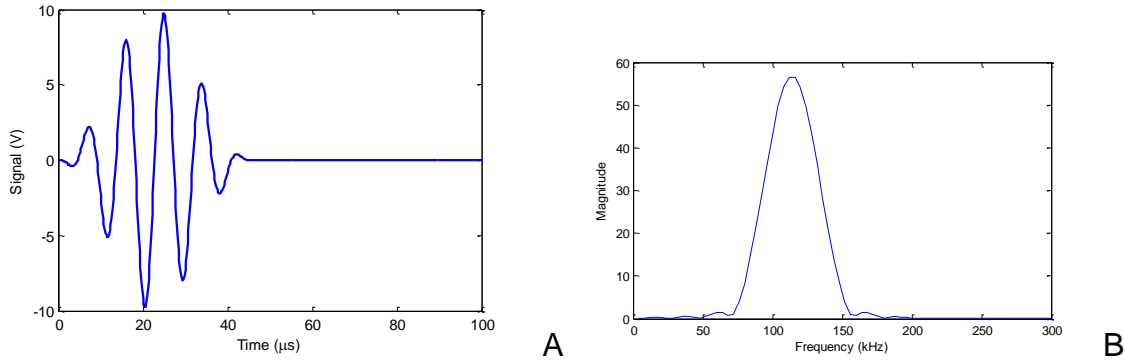 10
5
0
-5
-10
Signal (V)
0 20 40 60 80 100
Time (μs)
A
60
50
40
30
20
10
0
Magnitude
0 50 100 150 200 250 300
Frequency (kHz)
B